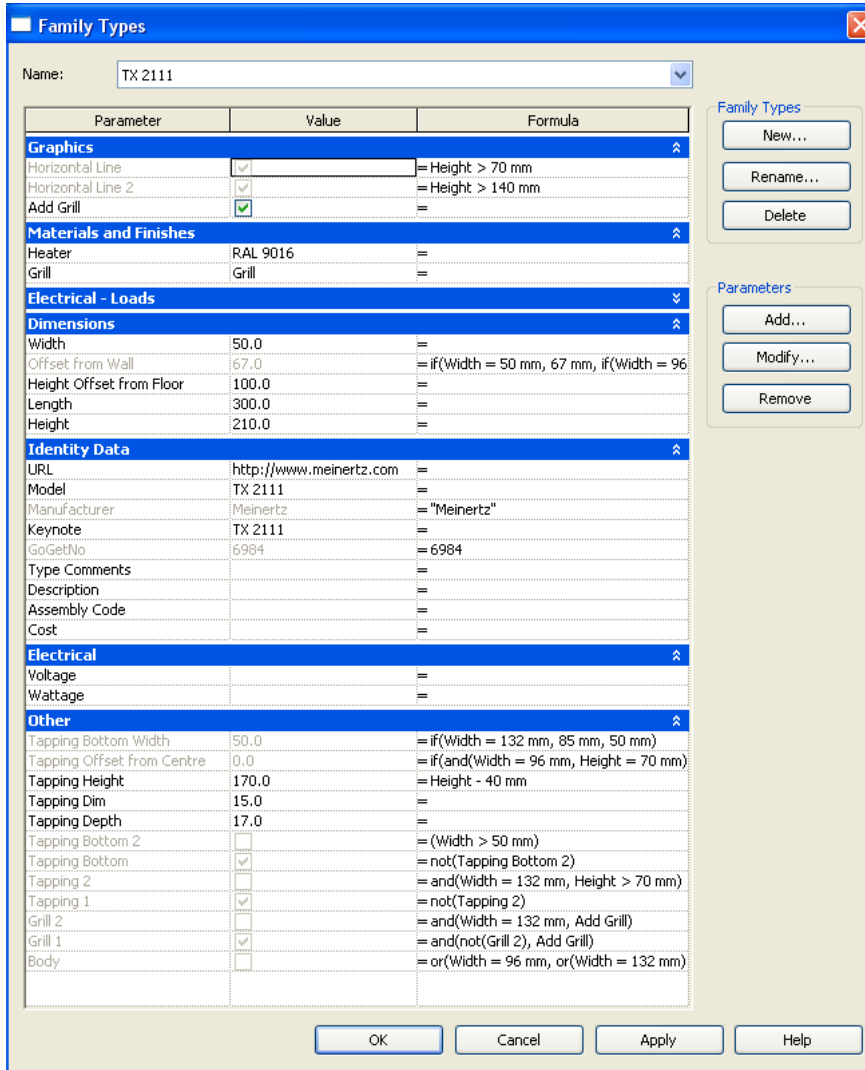 Family Types
Name: TX 2111
Parameter Value Formula
Graphics
Horizontal Line = Height > 70 mm
Horizontal Line 2 = Height > 140 mm
Add Grill =
Materials and Finishes
Heater RAL 9016 =
Grill Grill =
Electrical - Loads
Dimensions
Width 50.0 =
Offset from Wall 67.0 = if(Width = 50 mm, 67 mm, if(Width = 96
Height Offset from Floor 100.0 =
Length 300.0 =
Height 210.0 =
Identity Data
URL http://www.meinertz.com =
Model TX 2111 =
Manufacturer Meinertz = "Meinertz"
Keynote TX 2111 =
GoGetNo 6984 = 6984
Type Comments =
Description =
Assembly Code =
Cost =
Electrical
Voltage =
Wattage =
Other
Tapping Bottom Width 50.0 = if(Width = 132 mm, 85 mm, 50 mm)
Tapping Offset from Centre 0.0 = if(and(Width = 96 mm, Height = 70 mm)
Tapping Height 170.0 = Height - 40 mm
Tapping Dim 15.0 =
Tapping Depth 17.0 =
Tapping Bottom 2 = (Width > 50 mm)
Tapping Bottom = not(Tapping Bottom 2)
Tapping 2 = and(Width = 132 mm, Height > 70 mm)
Tapping 1 = not(Tapping 2)
Grill 2 = and(Width = 132 mm, Add Grill)
Grill 1 = and(not(Grill 2), Add Grill)
Body = or(Width = 96 mm, or(Width = 132 mm)
Family Types
New...
Rename...
Delete
Parameters
Add...
Modify...
Remove
OK Cancel Apply Help